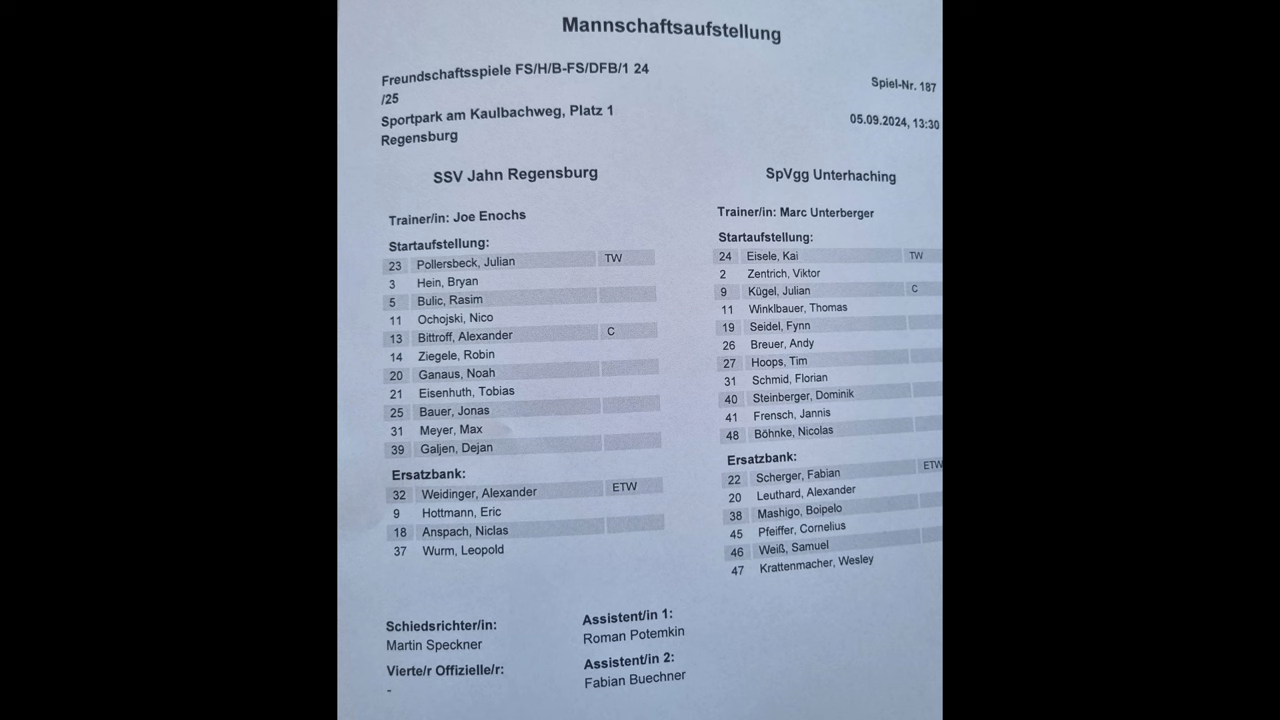 Mannschaftsaufstellung
Freundschaftsspiele FS/H/B-FS/DFB/1 24
/25
Spiel-Nr. 187
Sportpark am Kaulbachweg, Platz 1
Regensburg
05.09.2024, 13:30
SSV Jahn Regensburg
Trainer/in: Joe Enochs
Startaufstellung:
23 Pollersbeck, Julian TW
3 Hein, Bryan
5 Bulic, Rasim
11 Ochojski, Nico
13 Bittroff, Alexander C
14 Ziegele, Robin
20 Ganaus, Noah
21 Eisenhuth, Tobias
25 Bauer, Jonas
31 Meyer, Max
39 Galjen, Dejan
Ersatzbank:
32 Weidinger, Alexander ETW
9 Hottmann, Eric
18 Anspach, Niclas
37 Wurm, Leopold
SpVgg Unterhaching
Trainer/in: Marc Unterberger
Startaufstellung:
24 Eisele, Kai TW
2 Zentrich, Viktor
9 Kügel, Julian C
11 Winklbauer, Thomas
19 Seidel, Fynn
26 Breuer, Andy
27 Hoops, Tim
31 Schmid, Florian
40 Steinberger, Dominik
41 Frensch, Jannis
48 Böhnke, Nicolas
Ersatzbank:
22 Scherger, Fabian ETW
20 Leuthard, Alexander
38 Mashigo, Boipelo
45 Pfeiffer, Cornelius
46 Weiß, Samuel
47 Krattenmacher, Wesley
Schiedsrichter/in:
Martin Speckner
Vierte/r Offizielle/r:
-
Assistent/in 1:
Roman Potemkin
Assistent/in 2:
Fabian Buechner